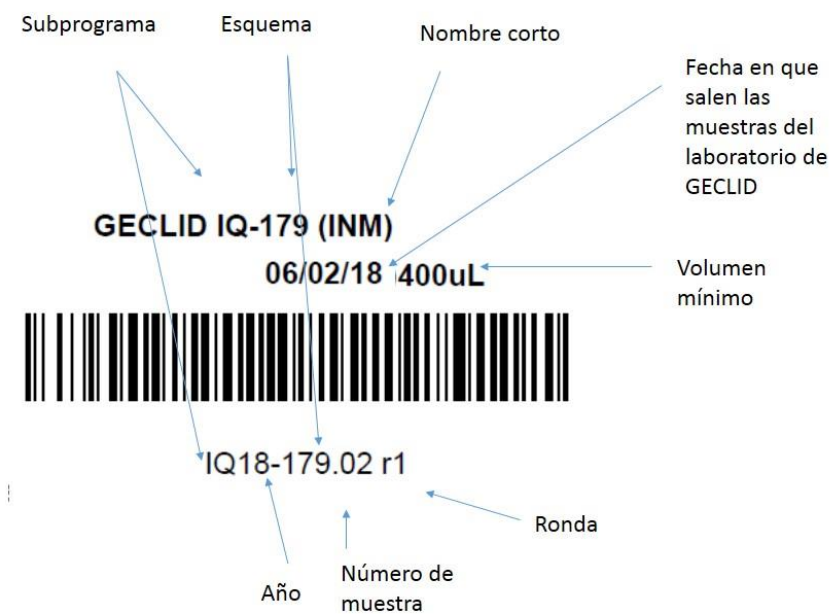 Subprograma
Esquema
Nombre corto
Fecha en que
salen las
muestras del
laboratorio de
GECLID
GECLID IQ-179 (INM)
06/02/18 400uL
Volumen
mínimo
IQ18-179.02 r1
Ronda
Año
Número de
muestra